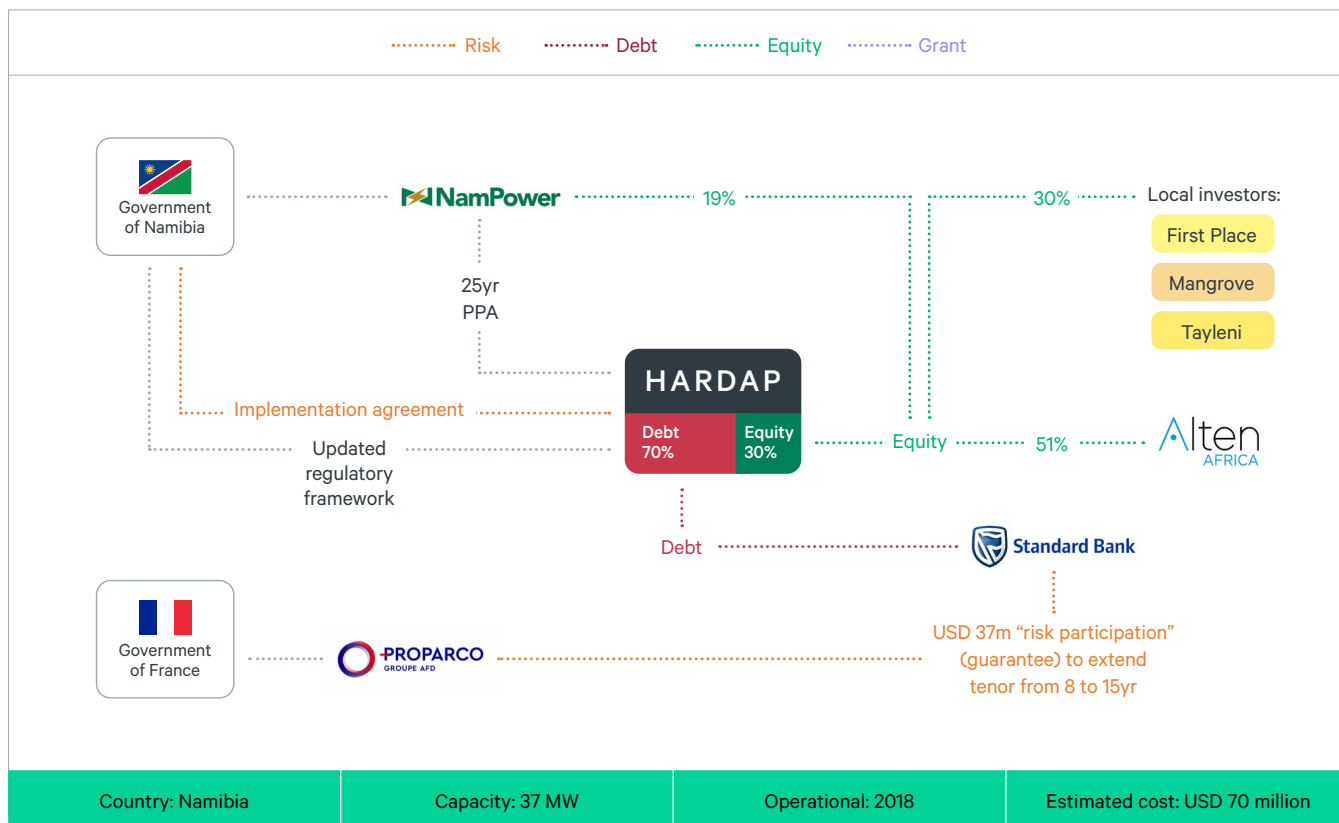 Risk
Debt
Equity
Grant
Government
of Namibia
NamPower
19%
30%
Local investors:
First Place
Mangrove
Tayleni
25yr
PPA
HARDAP
Debt
70%
Equity
30%
Implementation agreement
Updated
regulatory
framework
Equity
51%
Alten
AFRICA
Debt
Standard Bank
Government
of France
PROPARCO
GROUPE AFD
USD 37m “risk participation”
(guarantee) to extend
tenor from 8 to 15yr
Country: Namibia
Capacity: 37 MW
Operational: 2018
Estimated cost: USD 70 million